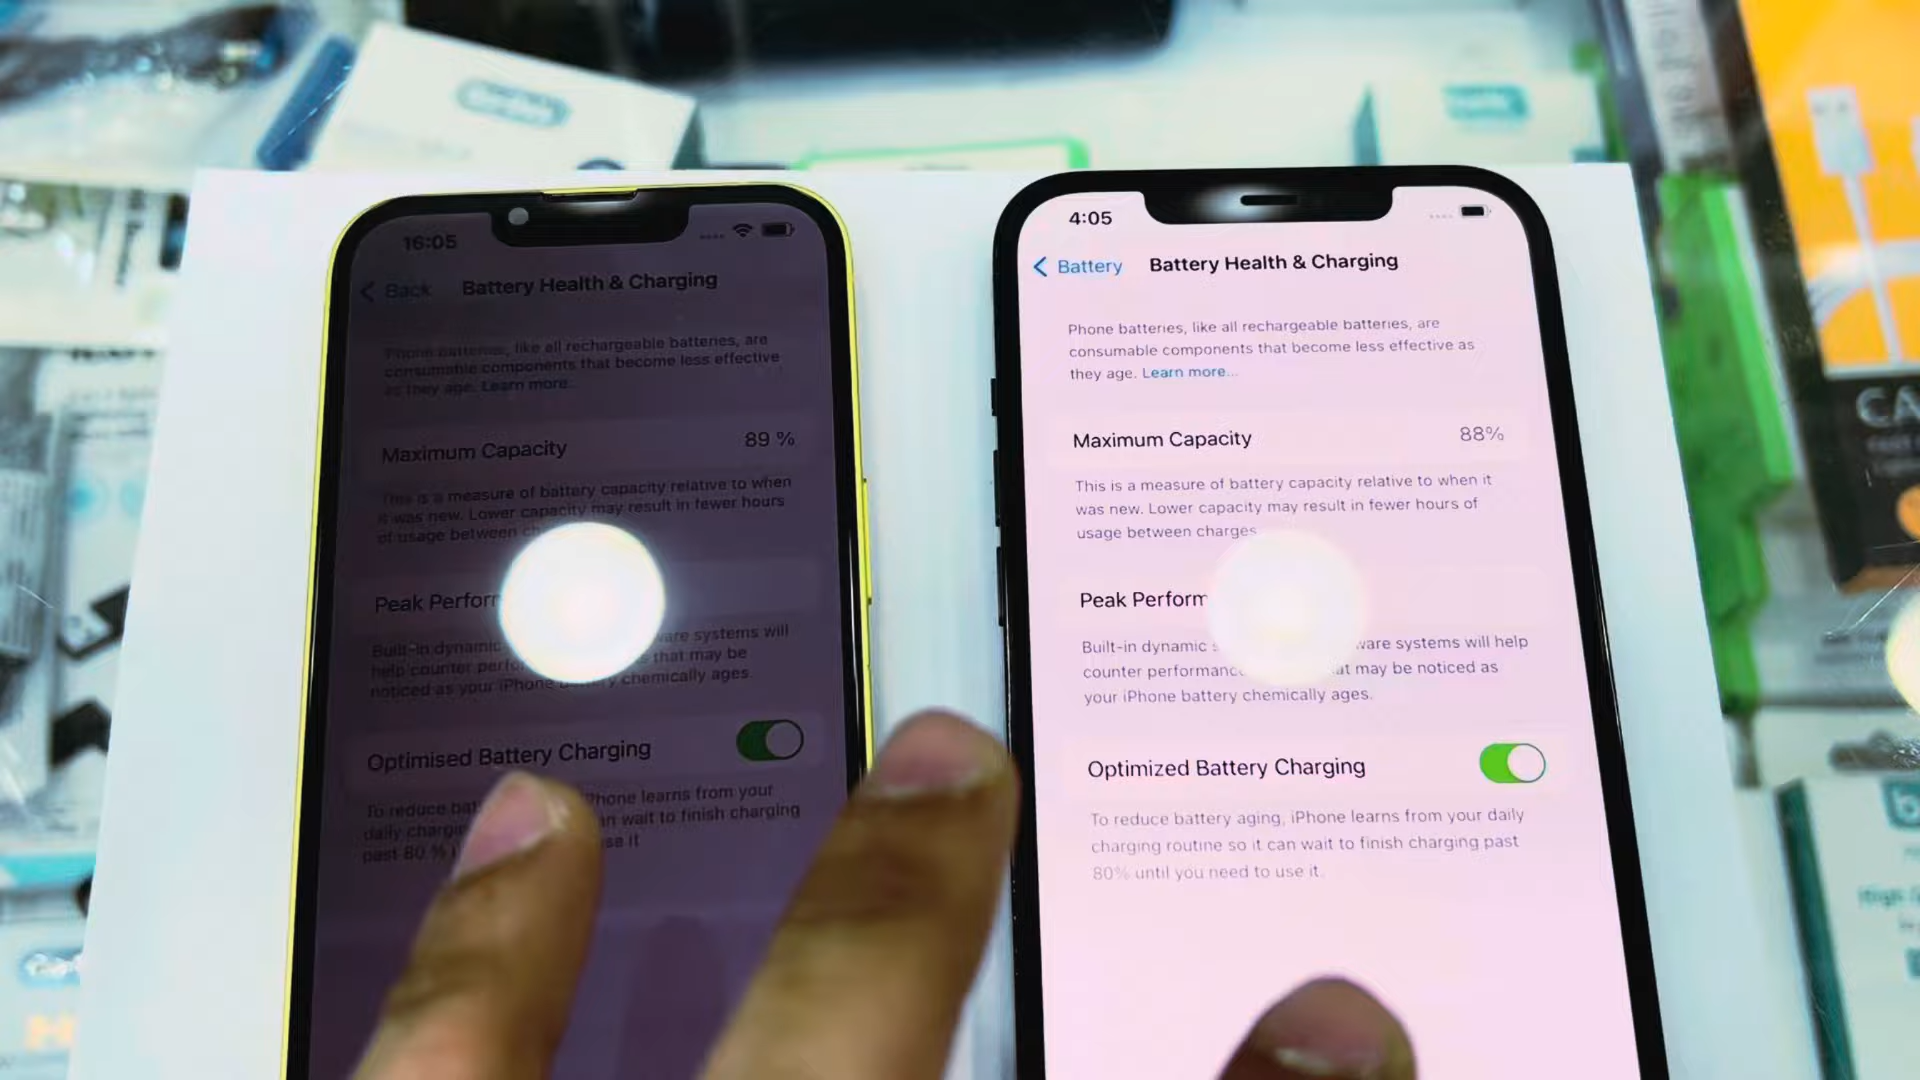 16:05
Back
Battery Health & Charging
Phone batteries, like all rechargeable batteries, are
consumable components that become less effective
as they age. Learn more...
Maximum Capacity 89 %
This is a measure of battery capacity relative to when
it was new. Lower capacity may result in fewer hours
of usage between
Peak
Built-in dynamic systems will
help counter that may be
noticed as your iPhone chemically ages.
Optimised Battery Charging
To reduce learns from your
daily wait to finish charging
past 80 % it
4:05
Battery
Battery Health & Charging
Phone batteries, like all rechargeable batteries, are
consumable components that become less effective as
they age. Learn more...
Maximum Capacity 88%
This is a measure of battery capacity relative to when it
was new. Lower capacity may result in fewer hours of
usage between charges
Peak Perform
Built-in dynamic systems will help
counter may be noticed as
your iPhone battery chemically ages.
Optimized Battery Charging
To reduce battery aging, iPhone learns from your daily
charging routine so it can wait to finish charging past
80% until you need to use it.
CA